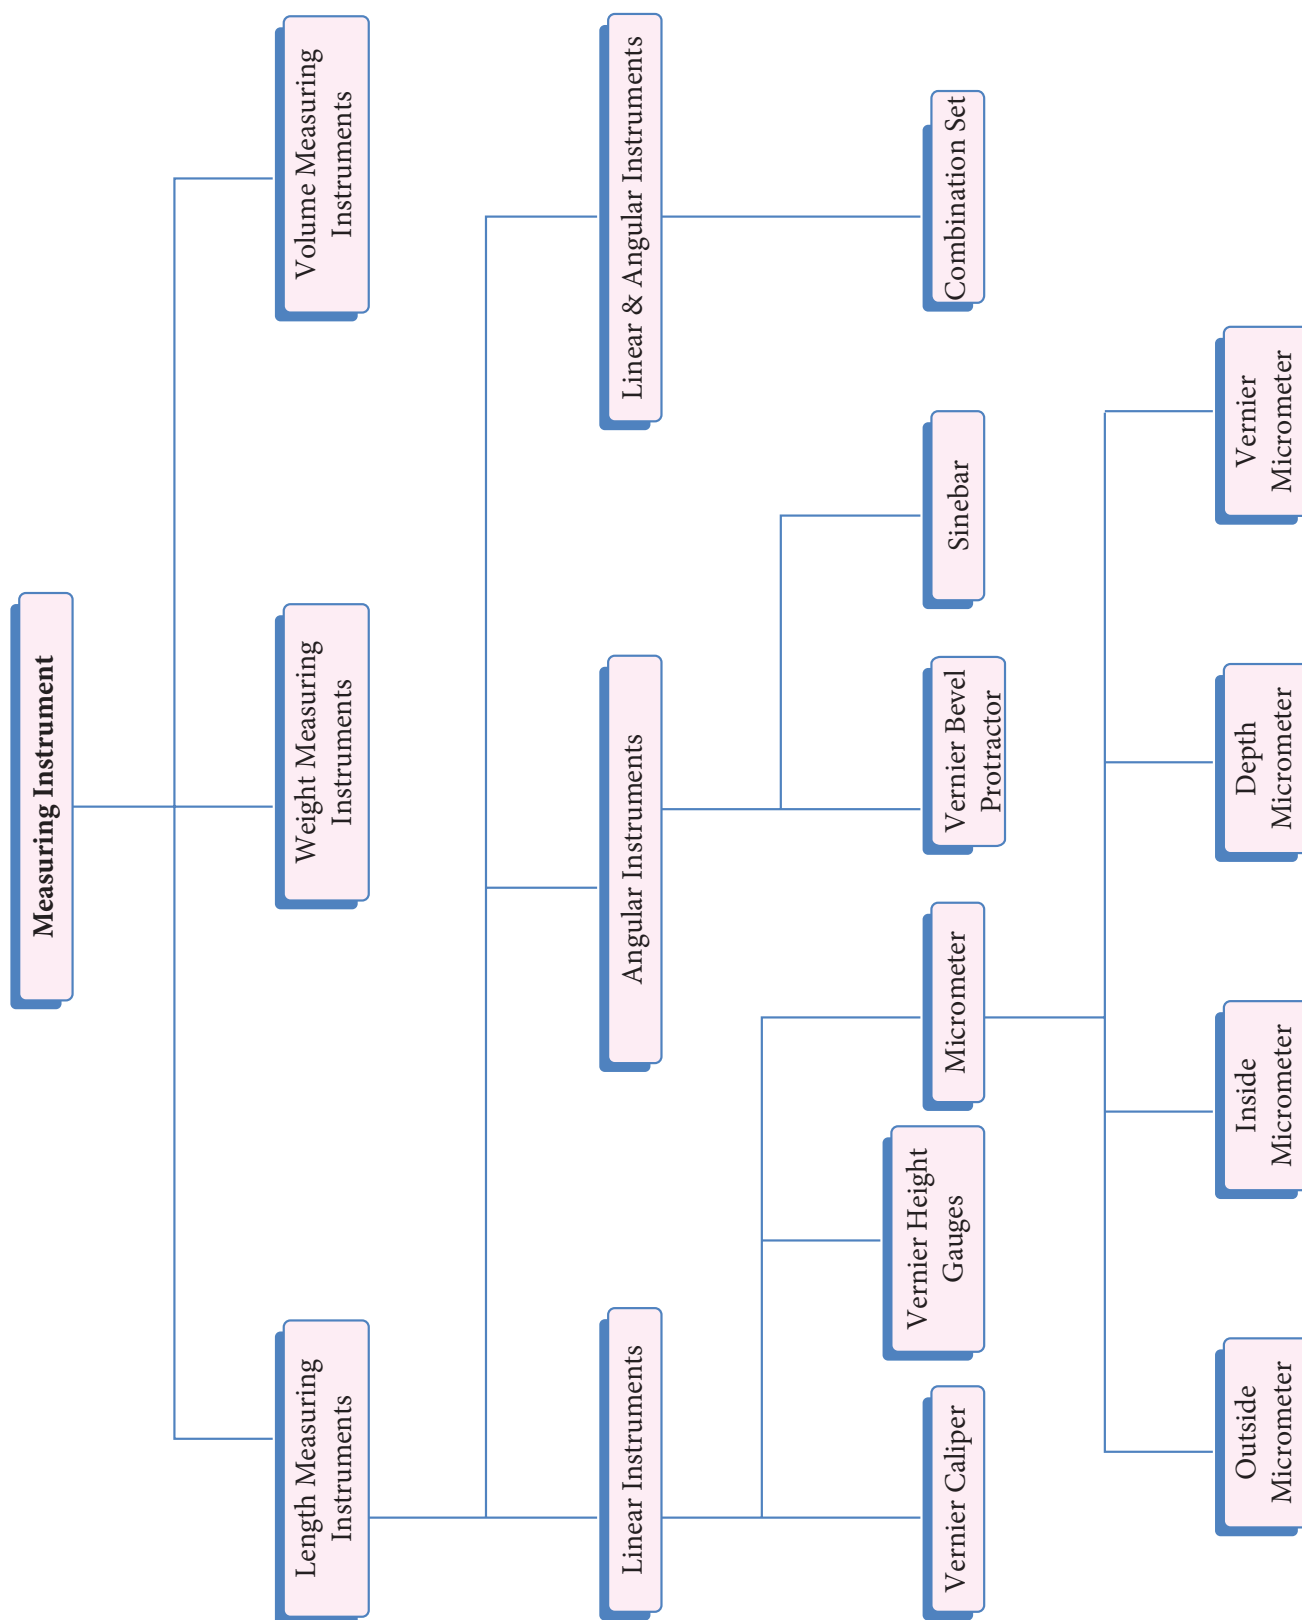 Measuring Instrument
Length Measuring
Instruments
Weight Measuring
Instruments
Volume Measuring
Instruments
Linear Instruments
Angular Instruments
Linear & Angular Instruments
Vernier Caliper
Vernier Height
Gauges
Micrometer
Vernier Bevel
Protractor
Sinebar
Combination Set
Outside
Micrometer
Inside
Micrometer
Depth
Micrometer
Vernier
Micrometer